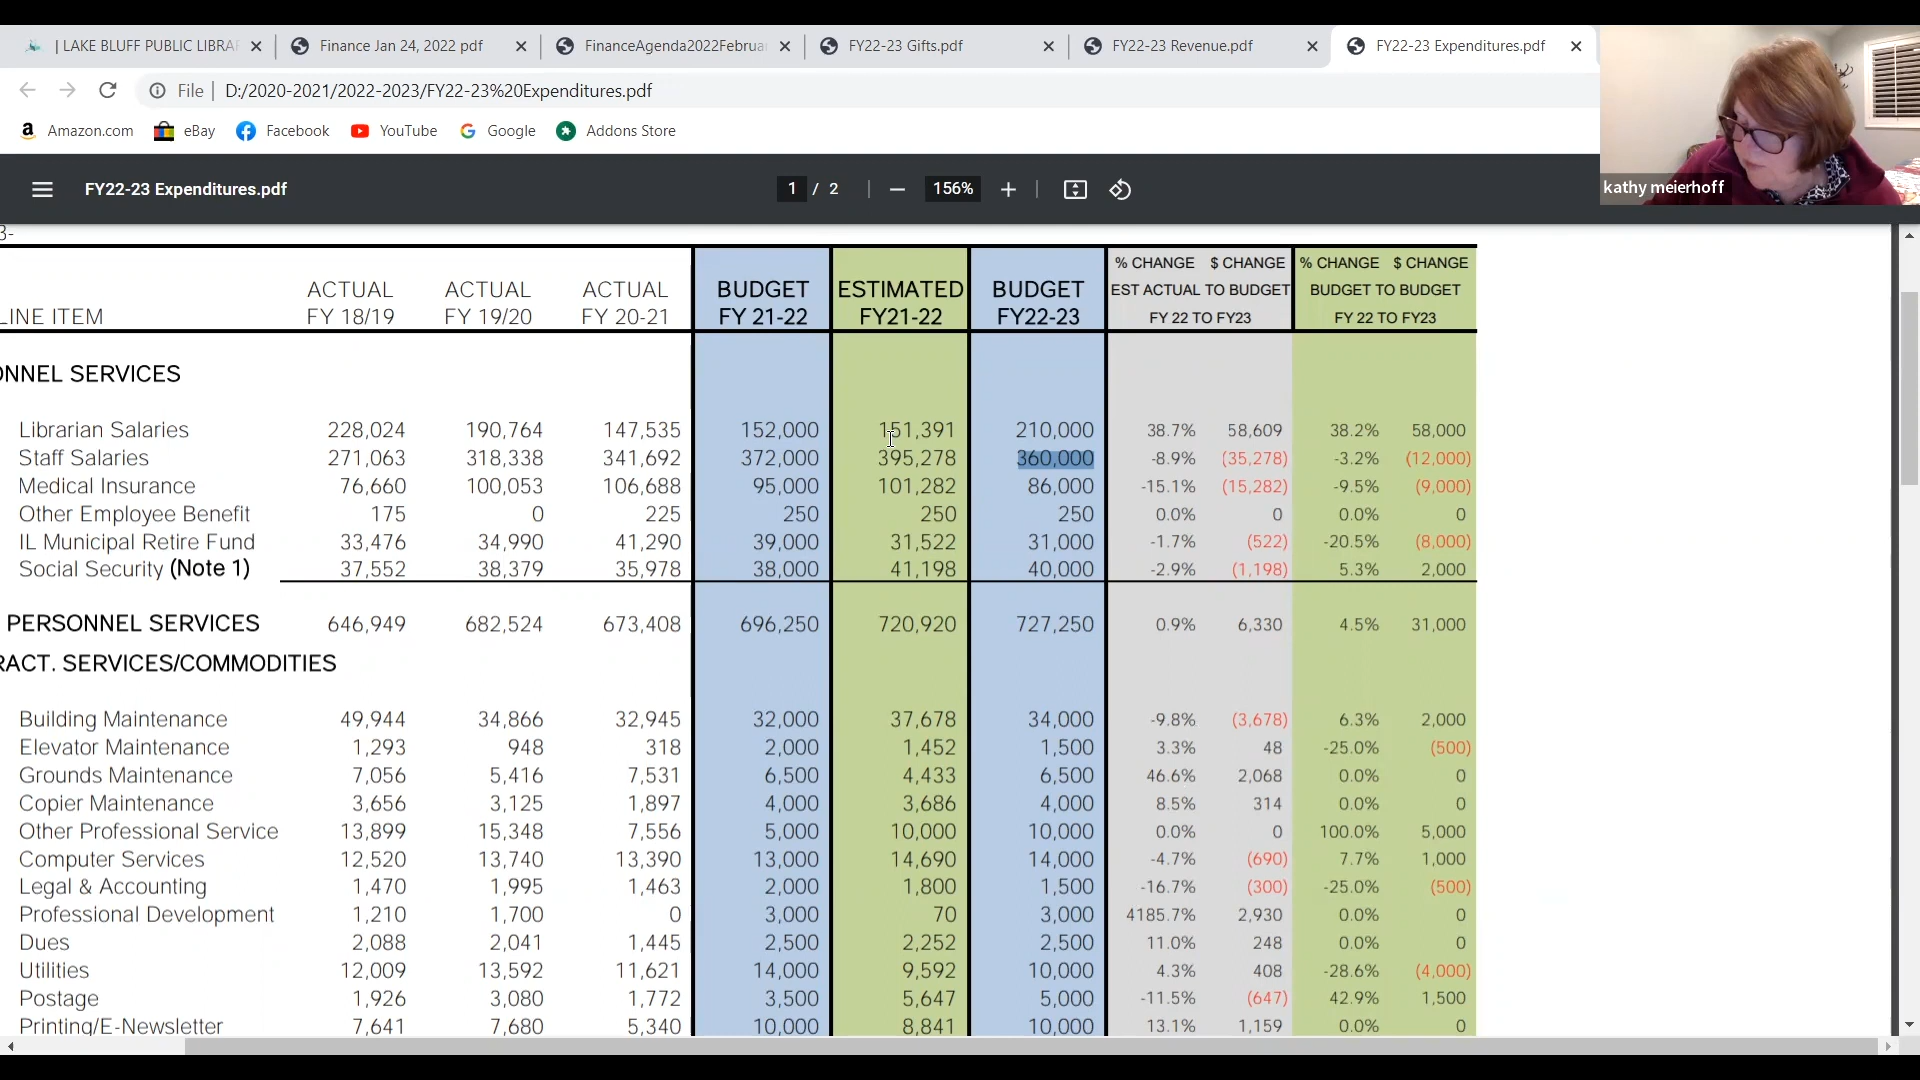 | LAKE BLUFF PUBLIC LIBRA
Finance Jan 24, 2022 pdf
FinanceAgenda2022Februa
FY22-23 Gifts.pdf
FY22-23 Revenue.pdf
FY22-23 Expenditures.pdf
File | D:/2020-2021/2022-2023/FY22-23%20Expenditures.pdf
Amazon.com eBay Facebook YouTube Google Addons Store
kathy meierhoff
FY22-23 Expenditures.pdf 1 / 2 — 156% +
3-
% CHANGE $ CHANGE % CHANGE $ CHANGE
ACTUAL ACTUAL ACTUAL BUDGET ESTIMATED BUDGET EST ACTUAL TO BUDGET BUDGET TO BUDGET
LINE ITEM FY 18/19 FY 19/20 FY 20-21 FY 21-22 FY21-22 FY22-23 FY 22 TO FY23 FY 22 TO FY23
ONNEL SERVICES
Librarian Salaries 228,024 190,764 147,535 152,000 151,391 210,000 38.7% 58,609 38.2% 58,000
Staff Salaries 271,063 318,338 341,692 372,000 395,278 360,000 -8.9% (35,278) -3.2% (12,000)
Medical Insurance 76,660 100,053 106,688 95,000 101,282 86,000 -15.1% (15,282) -9.5% (9,000)
Other Employee Benefit 175 0 225 250 250 250 0.0% 0 0.0% 0
IL Municipal Retire Fund 33,476 34,990 41,290 39,000 31,522 31,000 -1.7% (522) -20.5% (8,000)
Social Security (Note 1) 37,552 38,379 35,978 38,000 41,198 40,000 -2.9% (1,198) 5.3% 2,000
PERSONNEL SERVICES 646,949 682,524 673,408 696,250 720,920 727,250 0.9% 6,330 4.5% 31,000
RACT. SERVICES/COMMODITIES
Building Maintenance 49,944 34,866 32,945 32,000 37,678 34,000 -9.8% (3,678) 6.3% 2,000
Elevator Maintenance 1,293 948 318 2,000 1,452 1,500 3.3% 48 -25.0% (500)
Grounds Maintenance 7,056 5,416 7,531 6,500 4,433 6,500 46.6% 2,068 0.0% 0
Copier Maintenance 3,656 3,125 1,897 4,000 3,686 4,000 8.5% 314 0.0% 0
Other Professional Service 13,899 15,348 7,556 5,000 10,000 10,000 0.0% 0 100.0% 5,000
Computer Services 12,520 13,740 13,390 13,000 14,690 14,000 -4.7% (690) 7.7% 1,000
Legal & Accounting 1,470 1,995 1,463 2,000 1,800 1,500 -16.7% (300) -25.0% (500)
Professional Development 1,210 1,700 0 3,000 70 3,000 4185.7% 2,930 0.0% 0
Dues 2,088 2,041 1,445 2,500 2,252 2,500 11.0% 248 0.0% 0
Utilities 12,009 13,592 11,621 14,000 9,592 10,000 4.3% 408 -28.6% (4,000)
Postage 1,926 3,080 1,772 3,500 5,647 5,000 -11.5% (647) 42.9% 1,500
Printing/E-Newsletter 7,641 7,680 5,340 10,000 8,841 10,000 13.1% 1,159 0.0% 0